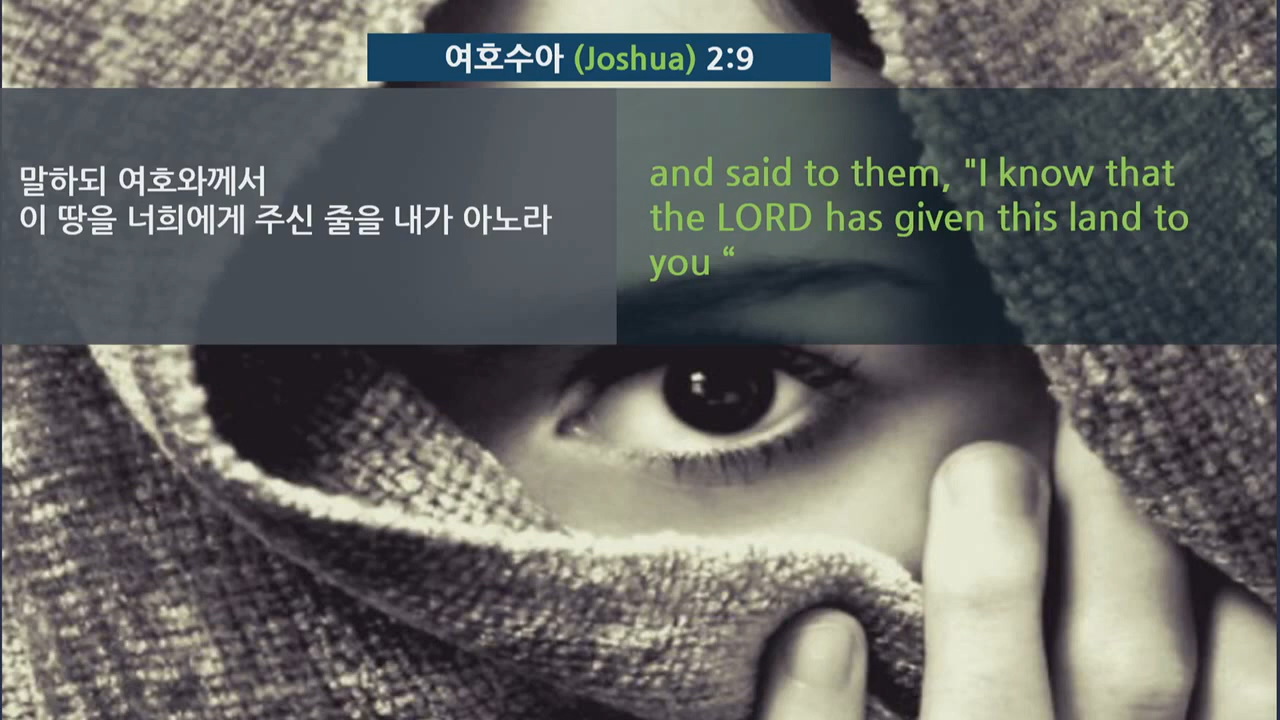 여호수아 (Joshua) 2:9
말하되 여호와께서
이 땅을 너희에게 주신 줄을 내가 아노라
and said to them, "I know that
the LORD has given this land to
you “